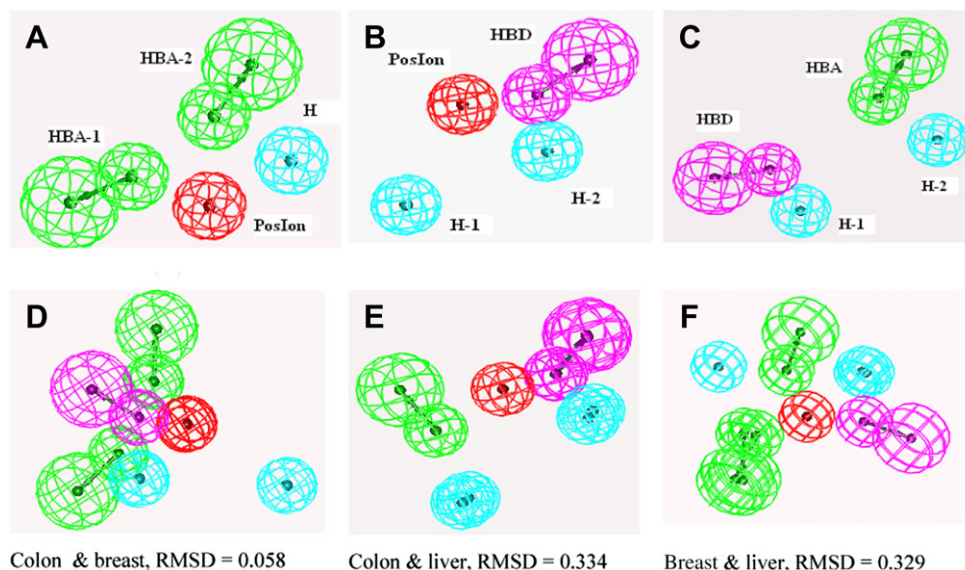 A
HBA-2
H
HBA-1
PosIon
B
HBD
PosIon
H-2
H-1
C
HBA
HBD
H-2
H-1
D
E
F
Colon & breast, RMSD = 0.058
Colon & liver, RMSD = 0.334
Breast & liver, RMSD = 0.329